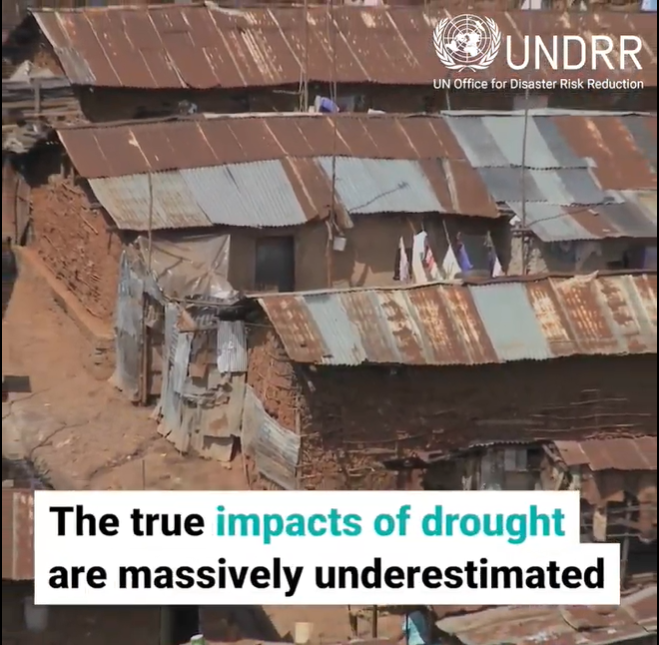 UNDRR
UN Office for Disaster Risk Reduction
The true impacts of drought
are massively underestimated